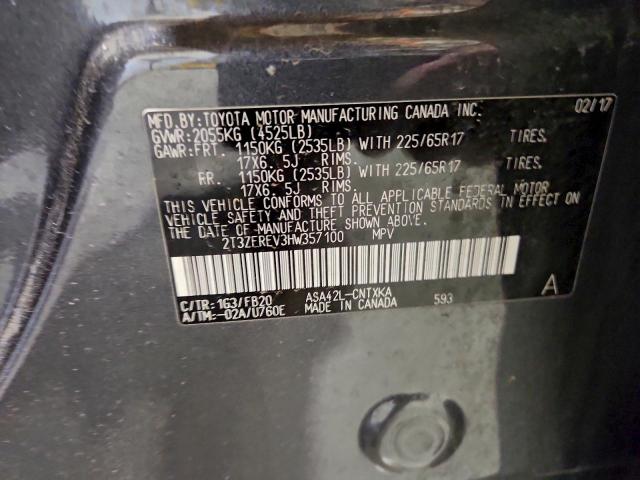 MFD. BY: TOYOTA MOTOR MANUFACTURING CANADA INC. 02/17
GVWR: 2055KG (4525LB)
GAWR: FRT. 1150KG (2535LB) WITH 225/65R17 TIRES.
17X6.5J RIMS.
RR. 1150KG (2535LB) WITH 225/65R17 TIRES.
17X6.5J RIMS.
THIS VEHICLE CONFORMS TO ALL APPLICABLE FEDERAL MOTOR
VEHICLE SAFETY AND THEFT PREVENTION STANDARDS IN EFFECT ON
THE DATE OF MANUFACTURE SHOWN ABOVE.
2T3ZFREV3HW357100 MPV
C/TR: 1G3/FB20 ASA42L-CNTXKA 593 A
A/TM: -02A/U760E MADE IN CANADA